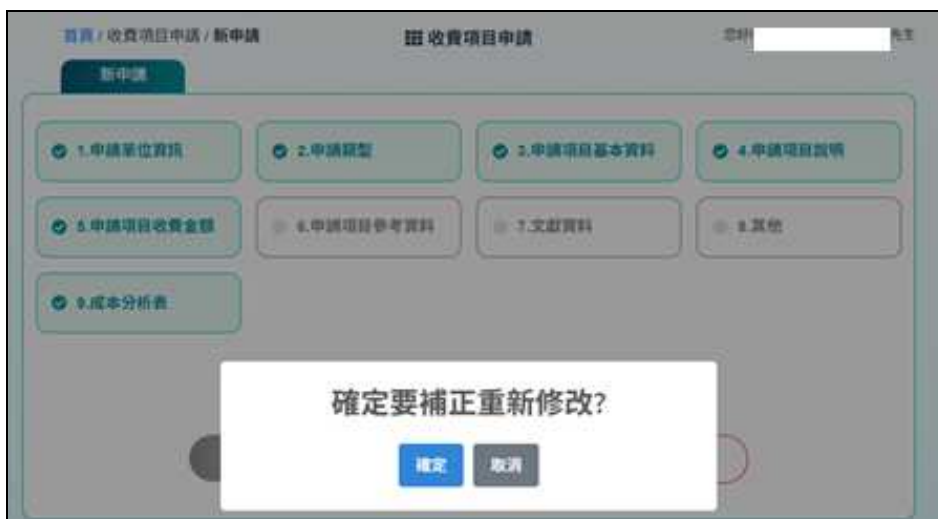 首頁 / 收費項目申請 / 新申請
收費項目申請
您好
先生
新申請
1.申請單位資訊
2.申請類型
3.申請項目基本資料
4.申請項目說明
5.申請項目收費金額
6.申請項目參考資料
7.文獻資料
8.其他
9.成本分析表
確定要補正重新修改?
確定
取消